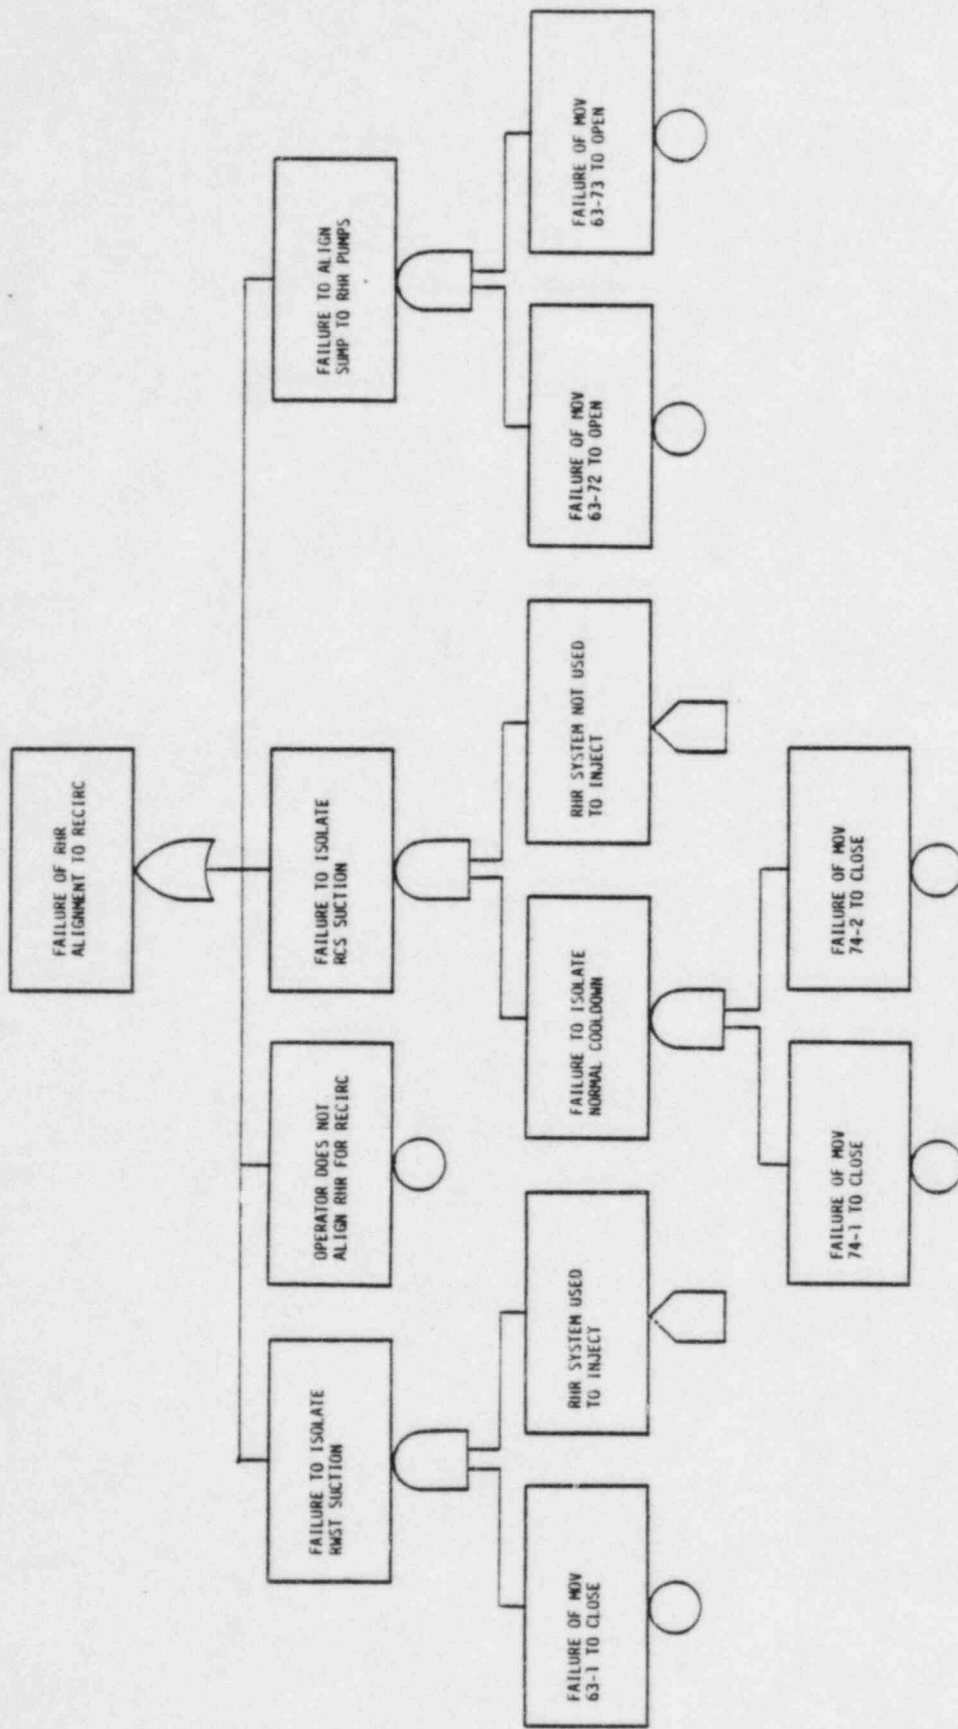 FAILURE OF RHR
ALIGNMENT TO RECIRC
FAILURE TO ISOLATE
RWST SUCTION
OPERATOR DOES NOT
ALIGN RHR FOR RECIRC
FAILURE TO ISOLATE
RCS SUCTION
FAILURE TO ALIGN
SUMP TO RHR PUMPS
FAILURE OF MOV
63-1 TO CLOSE
RHR SYSTEM USED
TO INJECT
FAILURE TO ISOLATE
NORMAL COOLDOWN
RHR SYSTEM NOT USED
TO INJECT
FAILURE OF MOV
63-72 TO OPEN
FAILURE OF MOV
63-73 TO OPEN
FAILURE OF MOV
74-1 TO CLOSE
FAILURE OF MOV
74-2 TO CLOSE